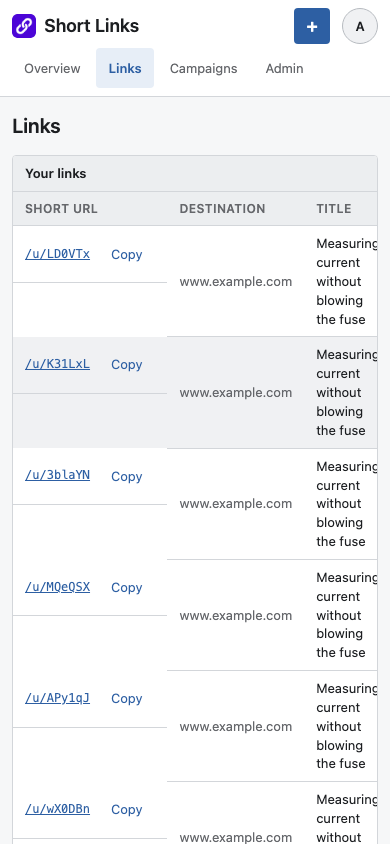 Short Links
+
A
Overview Links Campaigns Admin
Links
Your links
SHORT URL DESTINATION TITLE
/u/LD0VTx Copy www.example.com Measuring
current
without
blowing
the fuse
/u/K31LxL Copy www.example.com Measuring
current
without
blowing
the fuse
/u/3blaYN Copy www.example.com Measuring
current
without
blowing
the fuse
/u/MQeQSX Copy www.example.com Measuring
current
without
blowing
the fuse
/u/APy1qJ Copy www.example.com Measuring
current
without
blowing
the fuse
/u/wX0DBn Copy www.example.com Measuring
current
without